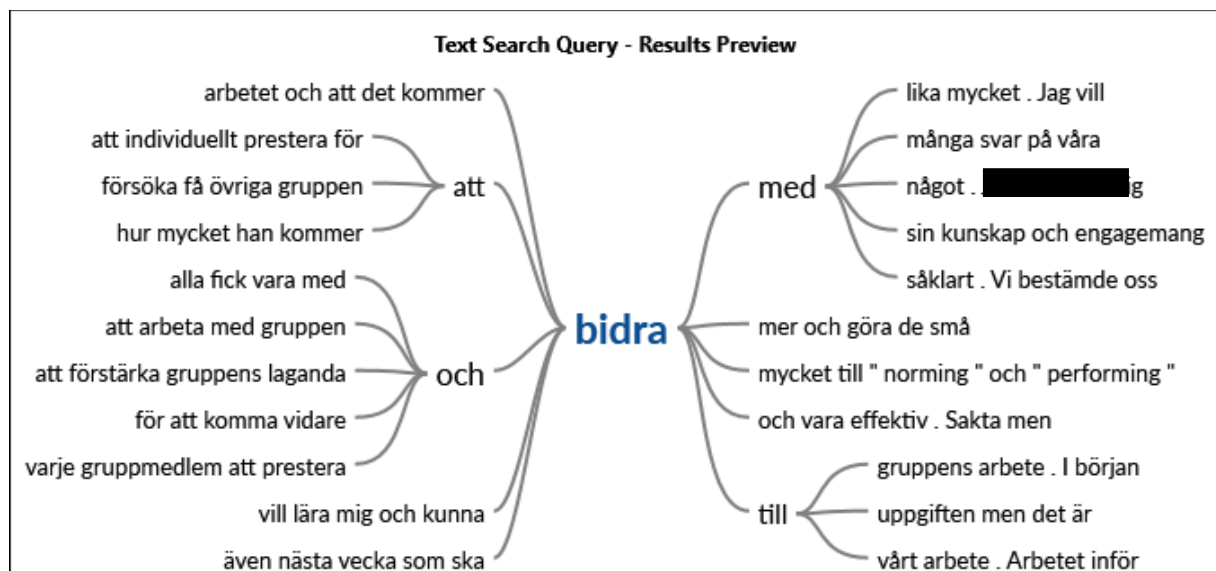 Text Search Query - Results Preview
arbetet och att det kommer
att individuellt prestera för
försöka få övriga gruppen
hur mycket han kommer
att
alla fick vara med
att arbeta med gruppen
att förstärka gruppens laganda
för att komma vidare
varje gruppmedlem att prestera
och
vill lära mig och kunna
även nästa vecka som ska
bidra
med
lika mycket . Jag vill
många svar på våra
något .
sin kunskap och engagemang
såklart . Vi bestämde oss
mer och göra de små
mycket till " norming " och " performing "
och vara effektiv . Sakta men
till
gruppens arbete . I början
uppgiften men det är
vårt arbete . Arbetet inför